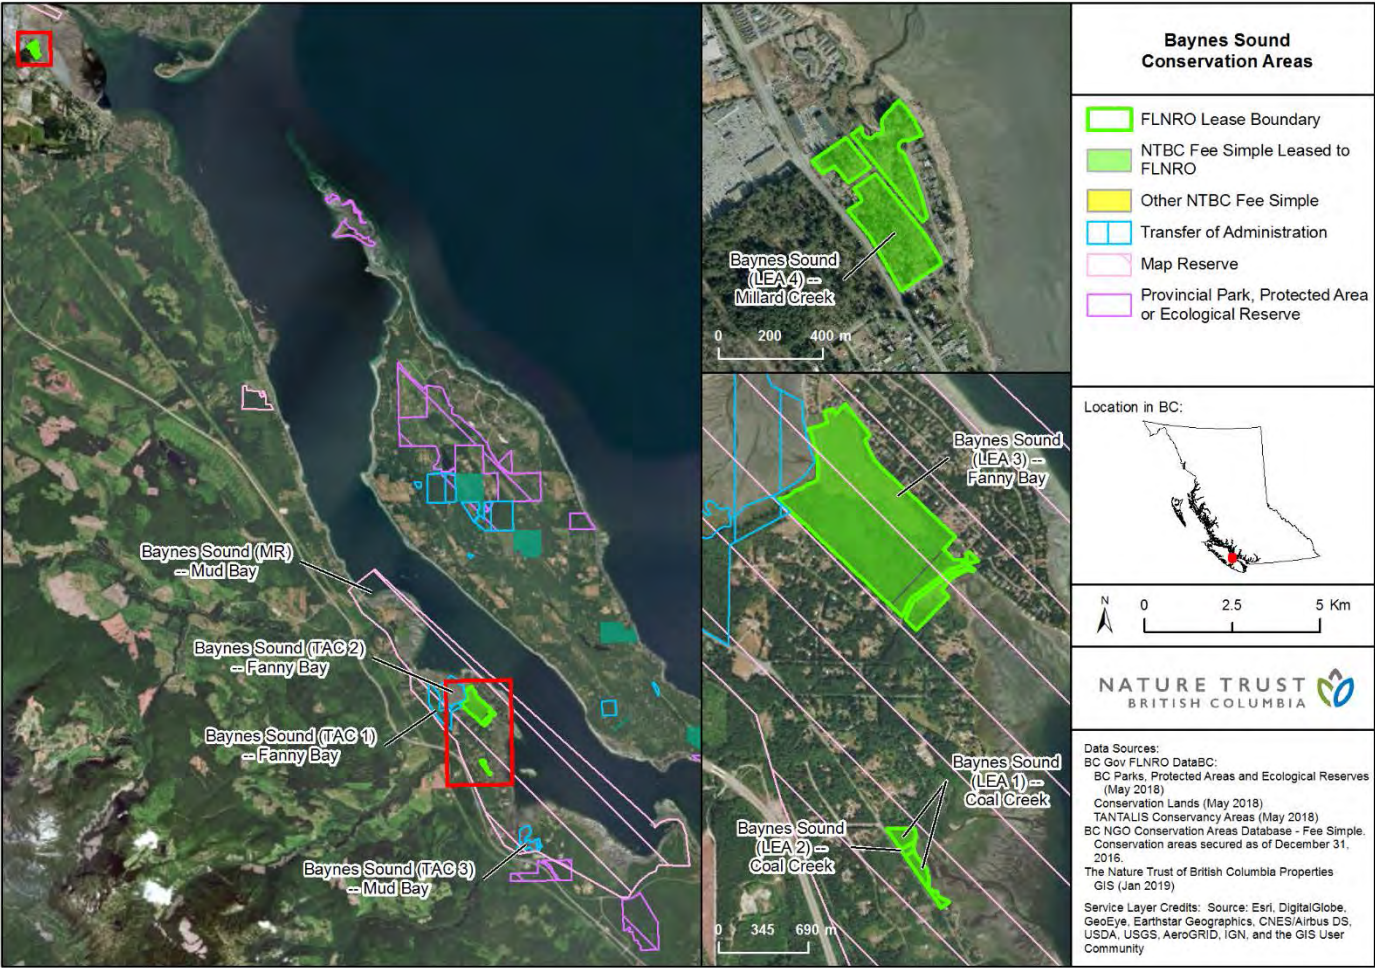 Baynes Sound (MR)
-- Mud Bay
Baynes Sound (TAC 2)
-- Fanny Bay
Baynes Sound (TAC 1)
-- Fanny Bay
Baynes Sound (TAC 3)
-- Mud Bay
Baynes Sound
(LEA 4) --
Millard Creek
0 200 400 m
Baynes Sound
(LEA 3) --
Fanny Bay
Baynes Sound
(LEA 1) --
Coal Creek
Baynes Sound
(LEA 2) --
Coal Creek
0 345 690 m
Baynes Sound
Conservation Areas
FLNRO Lease Boundary
NTBC Fee Simple Leased to
FLNRO
Other NTBC Fee Simple
Transfer of Administration
Map Reserve
Provincial Park, Protected Area
or Ecological Reserve
Location in BC:
N
0 2.5 5 Km
NATURE TRUST
BRITISH COLUMBIA
Data Sources:
BC Gov FLNRO DataBC:
BC Parks, Protected Areas and Ecological Reserves
(May 2018)
Conservation Lands (May 2018)
TANTALIS Conservancy Areas (May 2018)
BC NGO Conservation Areas Database - Fee Simple.
Conservation areas secured as of December 31,
2016.
The Nature Trust of British Columbia Properties
GIS (Jan 2019)
Service Layer Credits: Source: Esri, DigitalGlobe,
GeoEye, Earthstar Geographics, CNES/Airbus DS,
USDA, USGS, AeroGRID, IGN, and the GIS User
Community